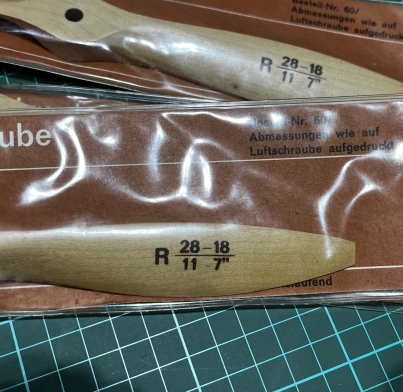 Bestell-Nr. 60/
Abmessungen wie auf
Luftschraube aufgedruckt
R 28-18
11 7"
ube
Bestell-Nr. 60/
Abmessungen wie auf
Luftschraube aufgedruckt
R 28-18
11-7"